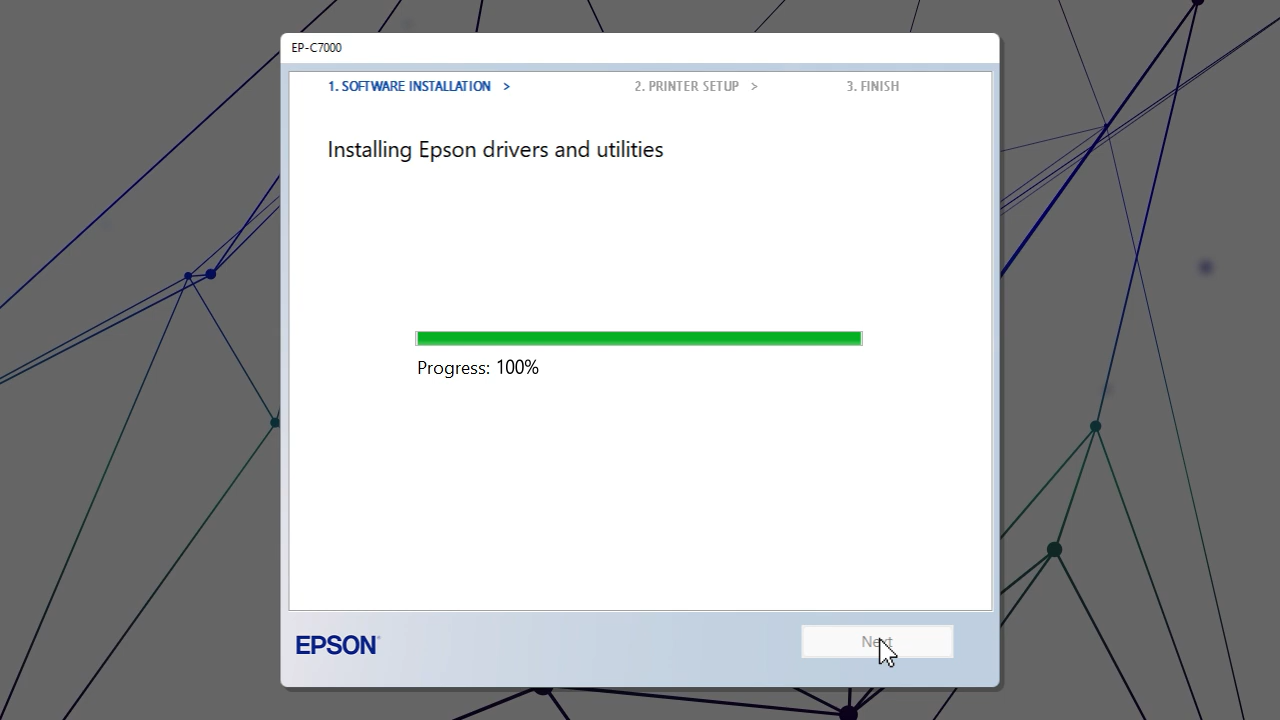 EP-C7000
1. SOFTWARE INSTALLATION > 2. PRINTER SETUP > 3. FINISH
Installing Epson drivers and utilities
Progress: 100%
EPSON
Next